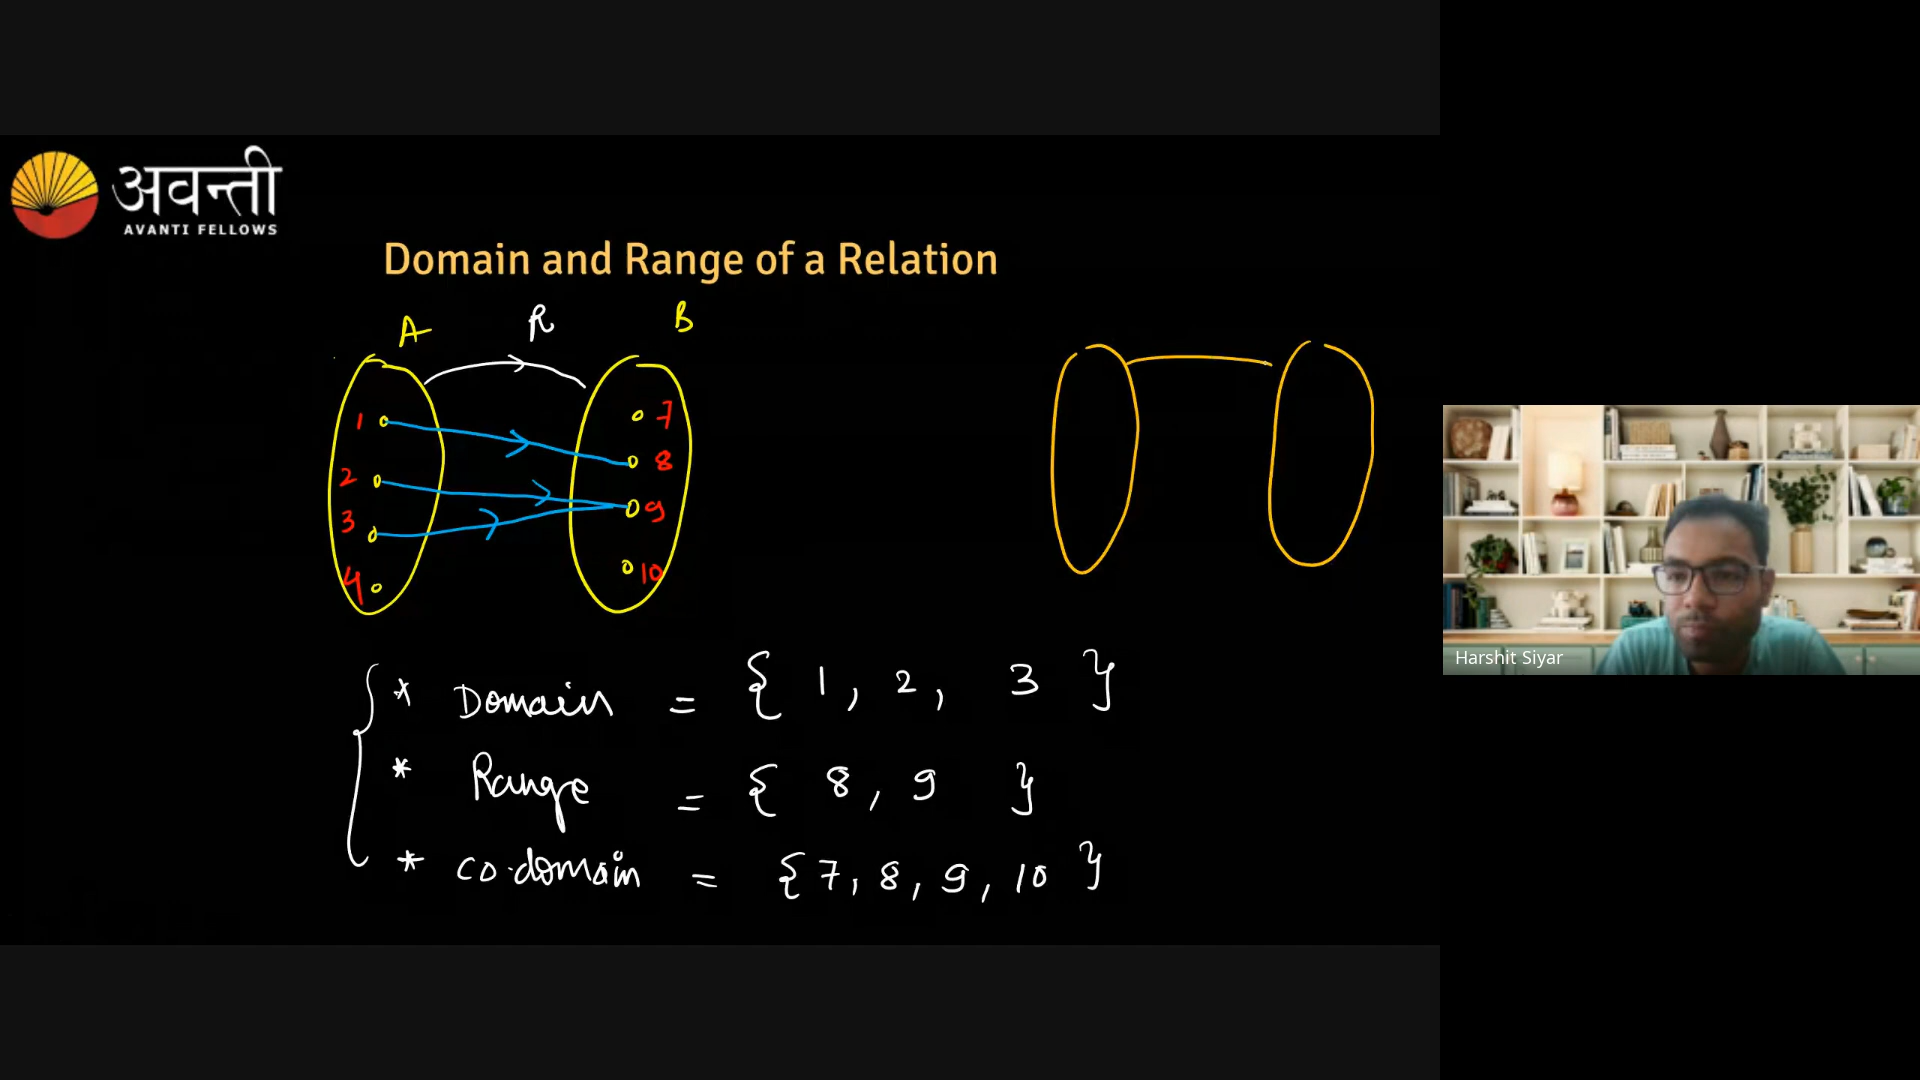 अवन्ती
AVANTI FELLOWS
Domain and Range of a Relation
A R B
1 7
2 8
3 9
4 10
* Domain = { 1, 2, 3 }
* Range = { 8, 9 }
* co-domain = { 7, 8, 9, 10 }
Harshit Siyar